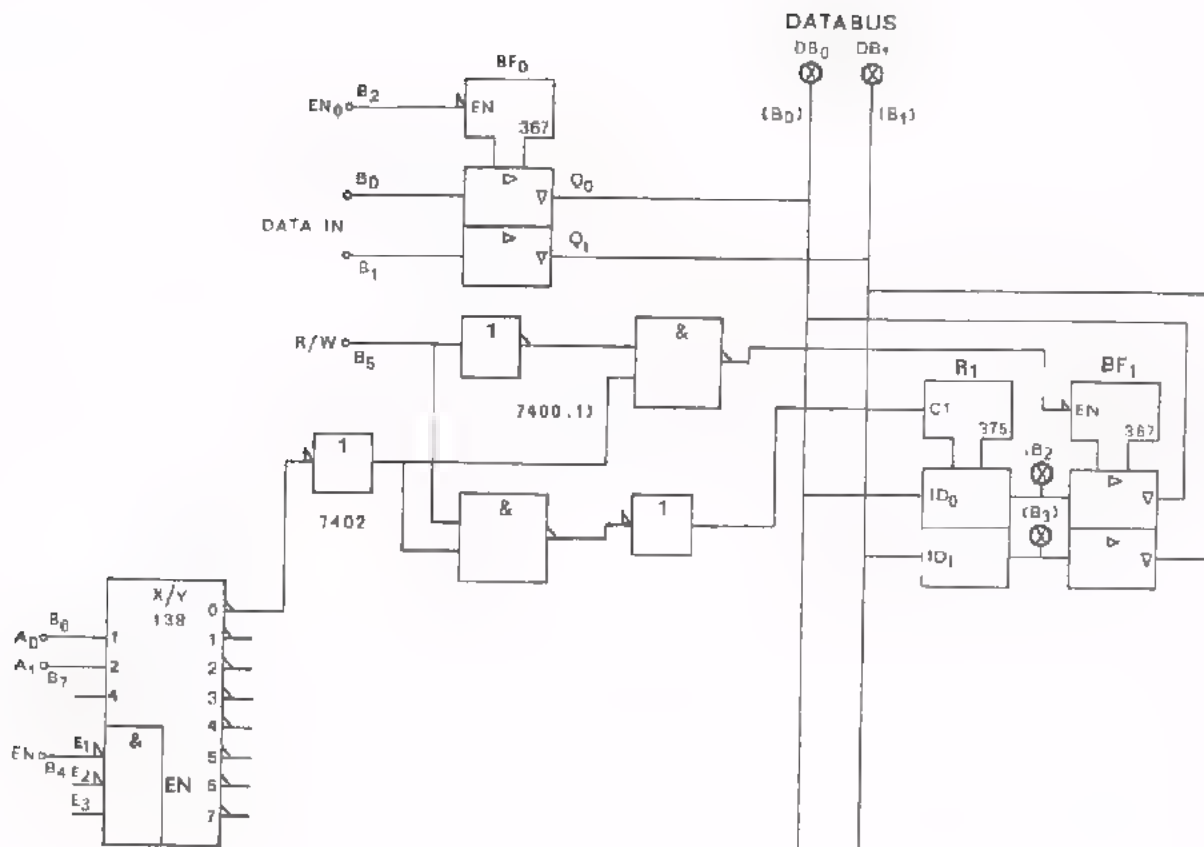 DATABUS
DB₀ DB₁
BF₀
B₂
EN₀
EN
367
(B₀) (B₁)
B₀
Q₀
DATA IN
Q₁
B₁
R/W
B₅
1
&
7400.1)
R₁
BF₁
C1
EN
375
367
1
7402
&
1
(B₂
(B₃)
1D₀
1D₁
X/Y
138
B₆
A₀
A₁
B₇
1
2
4
0
1
2
3
4
5
6
7
&
EN
B₄
E₁
E₂
E₃
EN